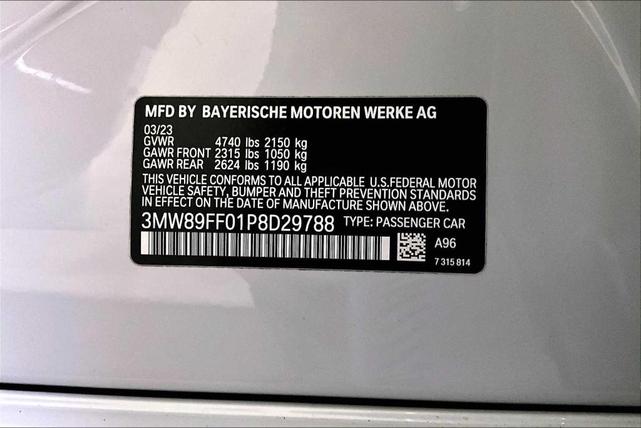 MFD BY BAYERISCHE MOTOREN WERKE AG
03/23
GVWR 4740 lbs 2150 kg
GAWR FRONT 2315 lbs 1050 kg
GAWR REAR 2624 lbs 1190 kg
THIS VEHICLE CONFORMS TO ALL APPLICABLE U.S.FEDERAL MOTOR
VEHICLE SAFETY, BUMPER AND THEFT PREVENTION STANDARDS
IN EFFECT ON THE DATE OF MANUFACTURE SHOWN ABOVE.
3MW89FF01P8D29788 TYPE: PASSENGER CAR
A96
7 315 814